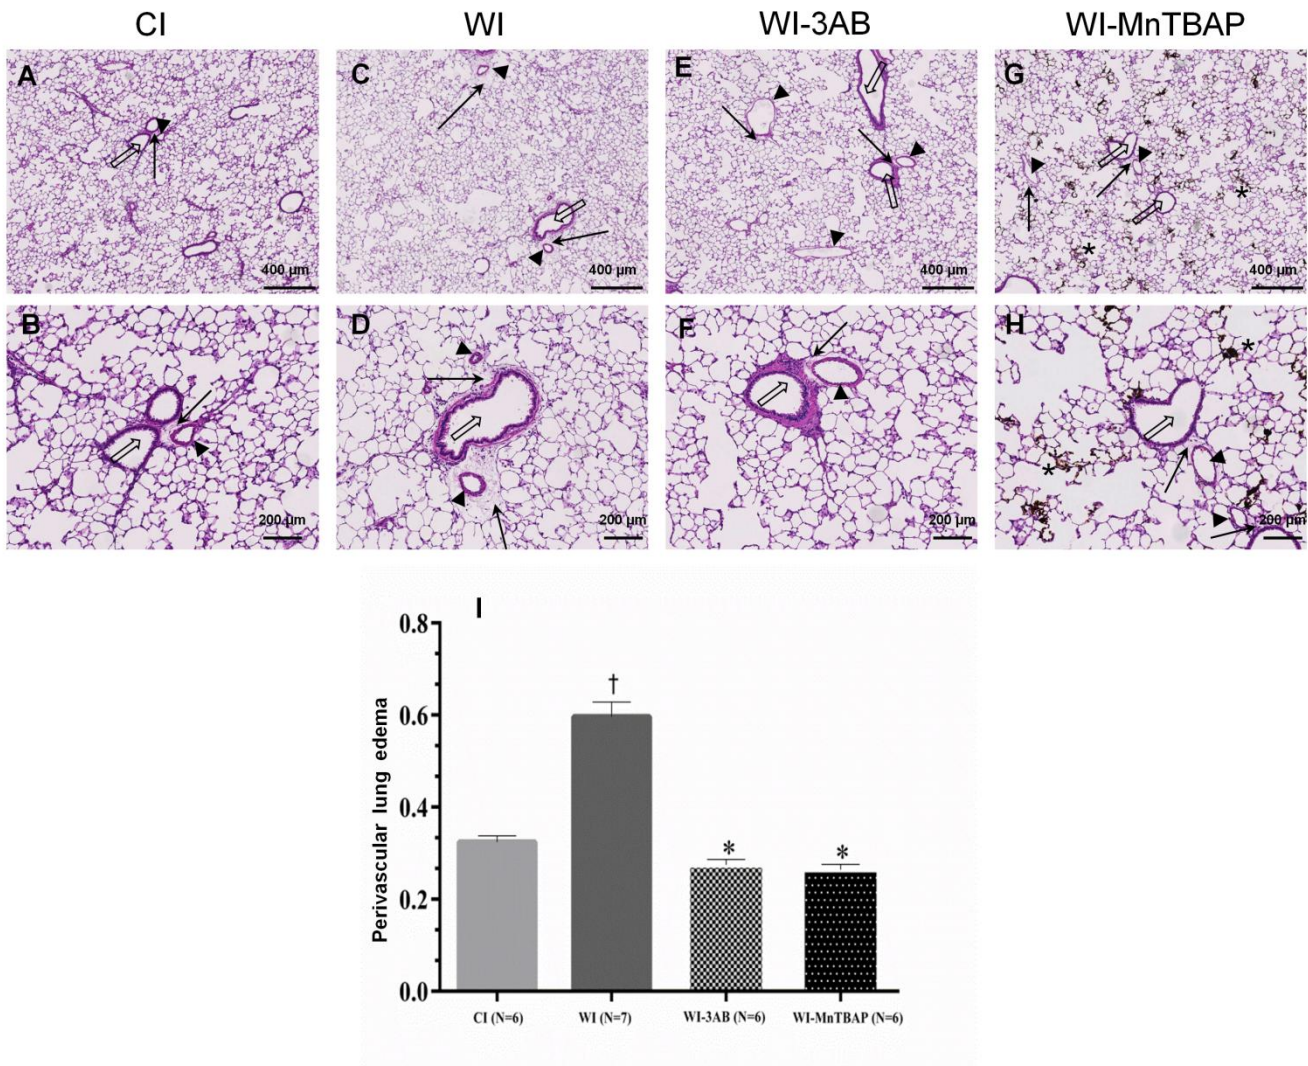 CI WI WI-3AB WI-MnTBAP
A C E G
400 µm 400 µm 400 µm 400 µm
B D F H
200 µm 200 µm 200 µm 200 µm
* *
* *
I
Perivascular lung edema
0.8
†
0.6
0.4
* *
0.2
0.0
CI (N=6) WI (N=7) WI-3AB (N=6) WI-MnTBAP (N=6)